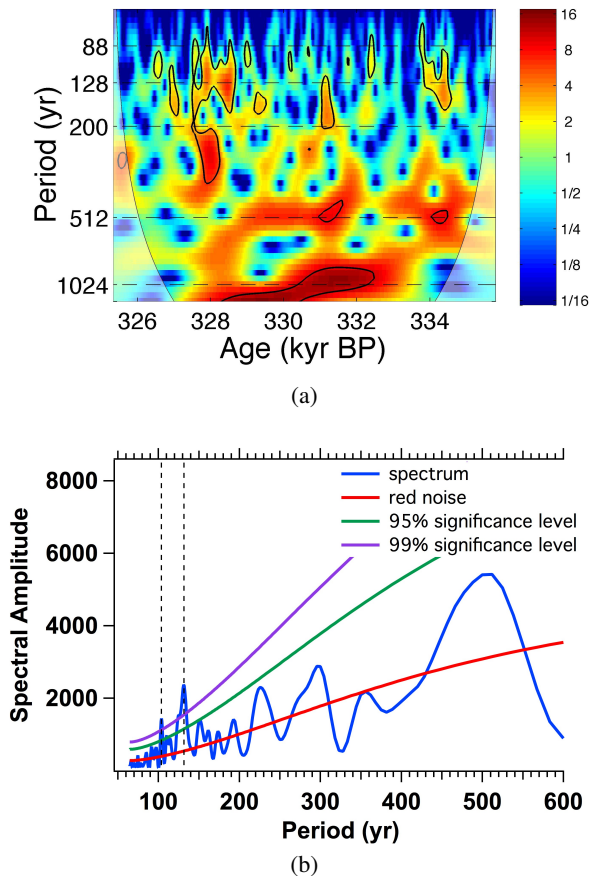 16
8
4
2
1
1/2
1/4
1/8
1/16
88
128
200
512
1024
Period (yr)
326 328 330 332 334
Age (kyr BP)
(a)
spectrum
red noise
95% significance level
99% significance level
8000
6000
4000
2000
Spectral Amplitude
100 200 300 400 500 600
Period (yr)
(b)